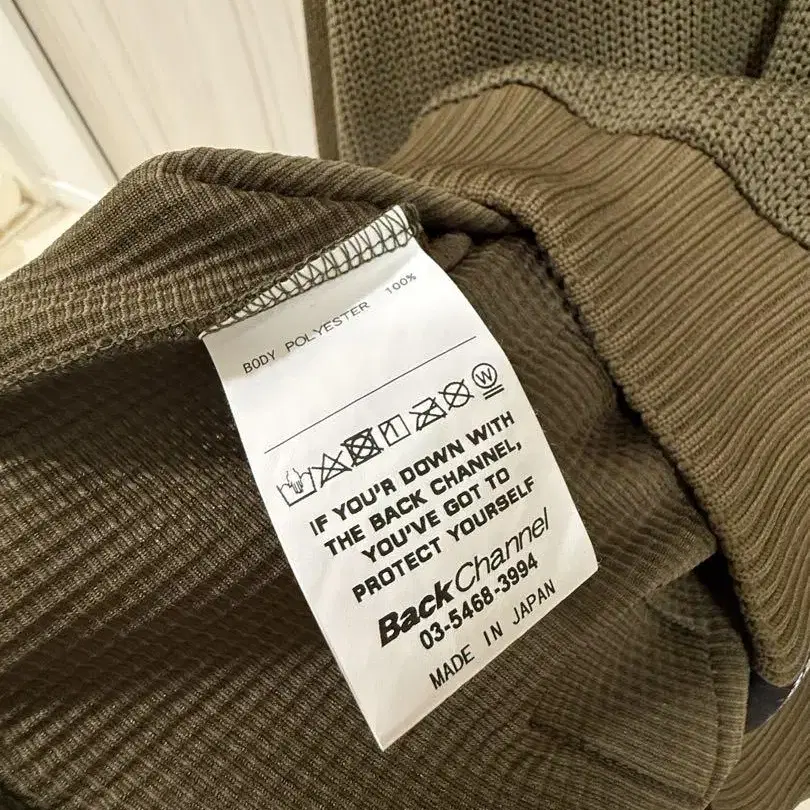 BODY POLYESTER 100%
W
IF YOU'R DOWN WITH
THE BACK CHANNEL,
YOU'VE GOT TO
PROTECT YOURSELF
BackChannel
03-5468-3994
MADE IN JAPAN